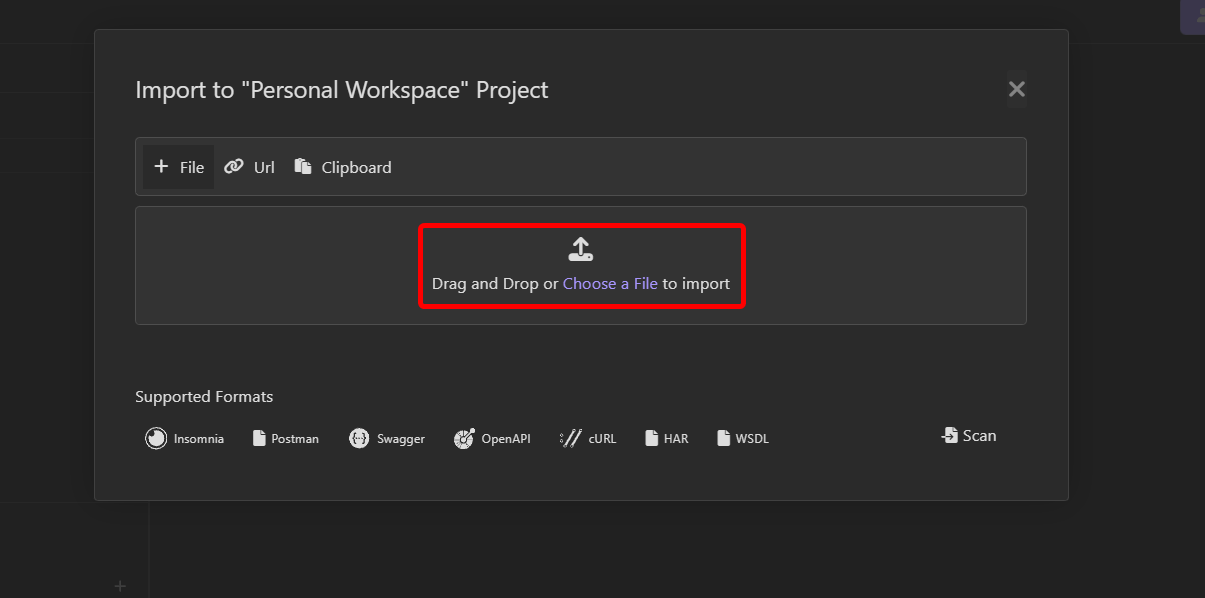 Import to "Personal Workspace" Project
File Url Clipboard
Drag and Drop or Choose a File to import
Supported Formats
Insomnia Postman Swagger OpenAPI cURL HAR WSDL Scan